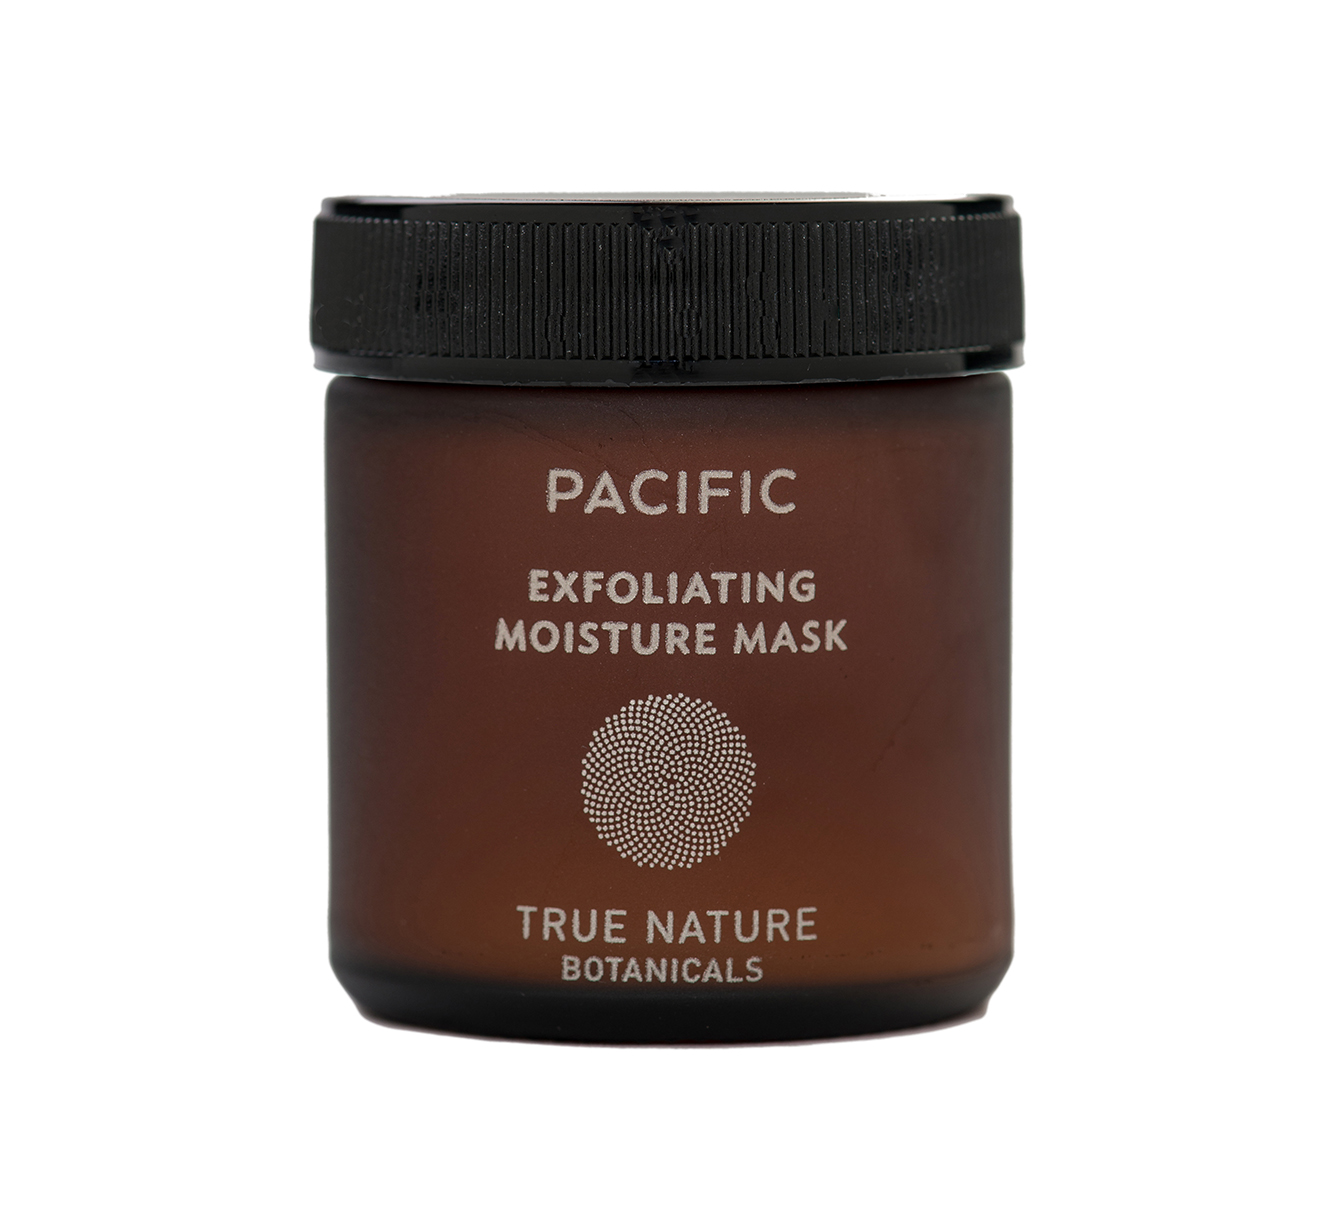 PACIFIC
EXFOLIATING
MOISTURE MASK
TRUE NATURE
BOTANICALS